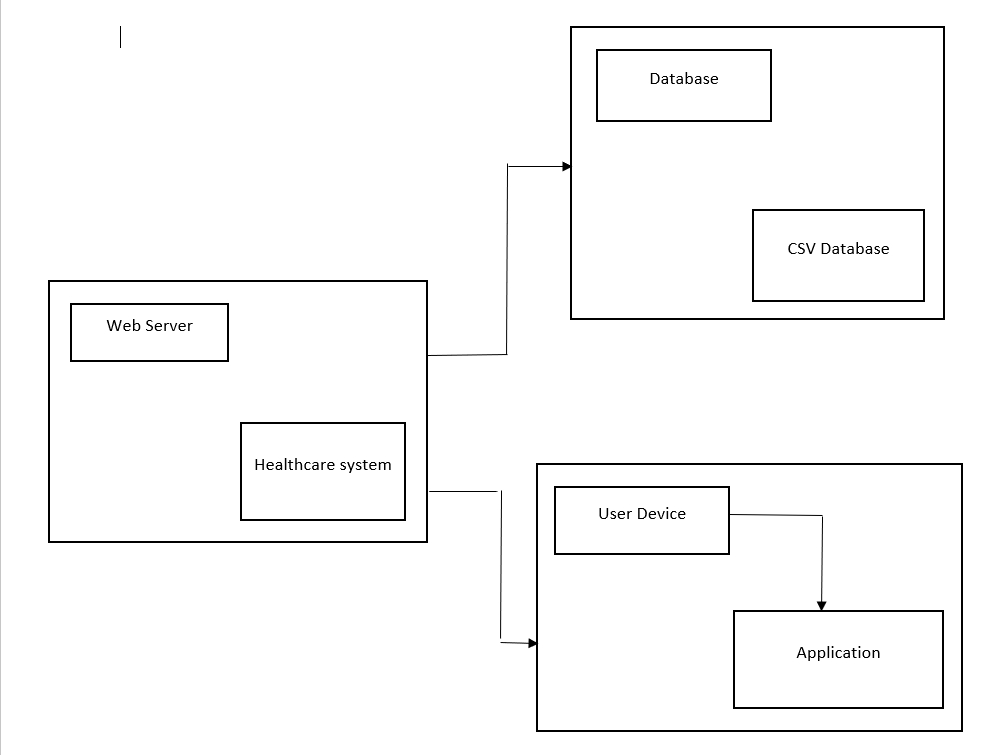 Database
CSV Database
Web Server
Healthcare system
User Device
Application